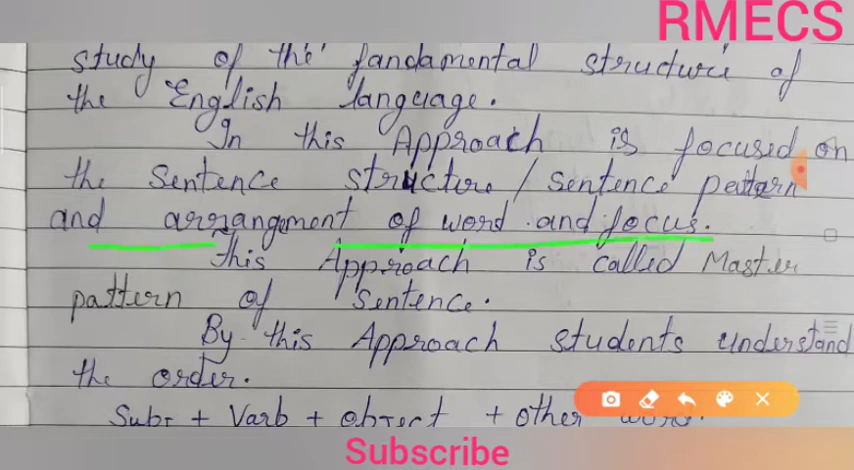 RMECS
study of the fandamental structure of
the English language.
In this Approach is focused on
the Sentence structure / Sentence pattern
and arrangement of word and focus.
This Approach is called Master
pattern of Sentence.
By this Approach students understand
the order.
Subj + Varb + object + other word.
Subscribe